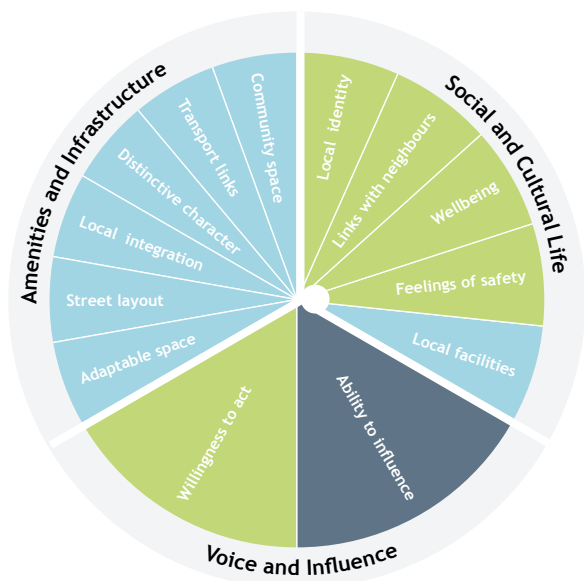 Amenities and Infrastructure
Community space
Transport links
Distinctive character
Local integration
Street layout
Adaptable space
Social and Cultural Life
Local identity
Links with neighbours
Wellbeing
Feelings of safety
Local facilities
Voice and Influence
Willingness to act
Ability to influence